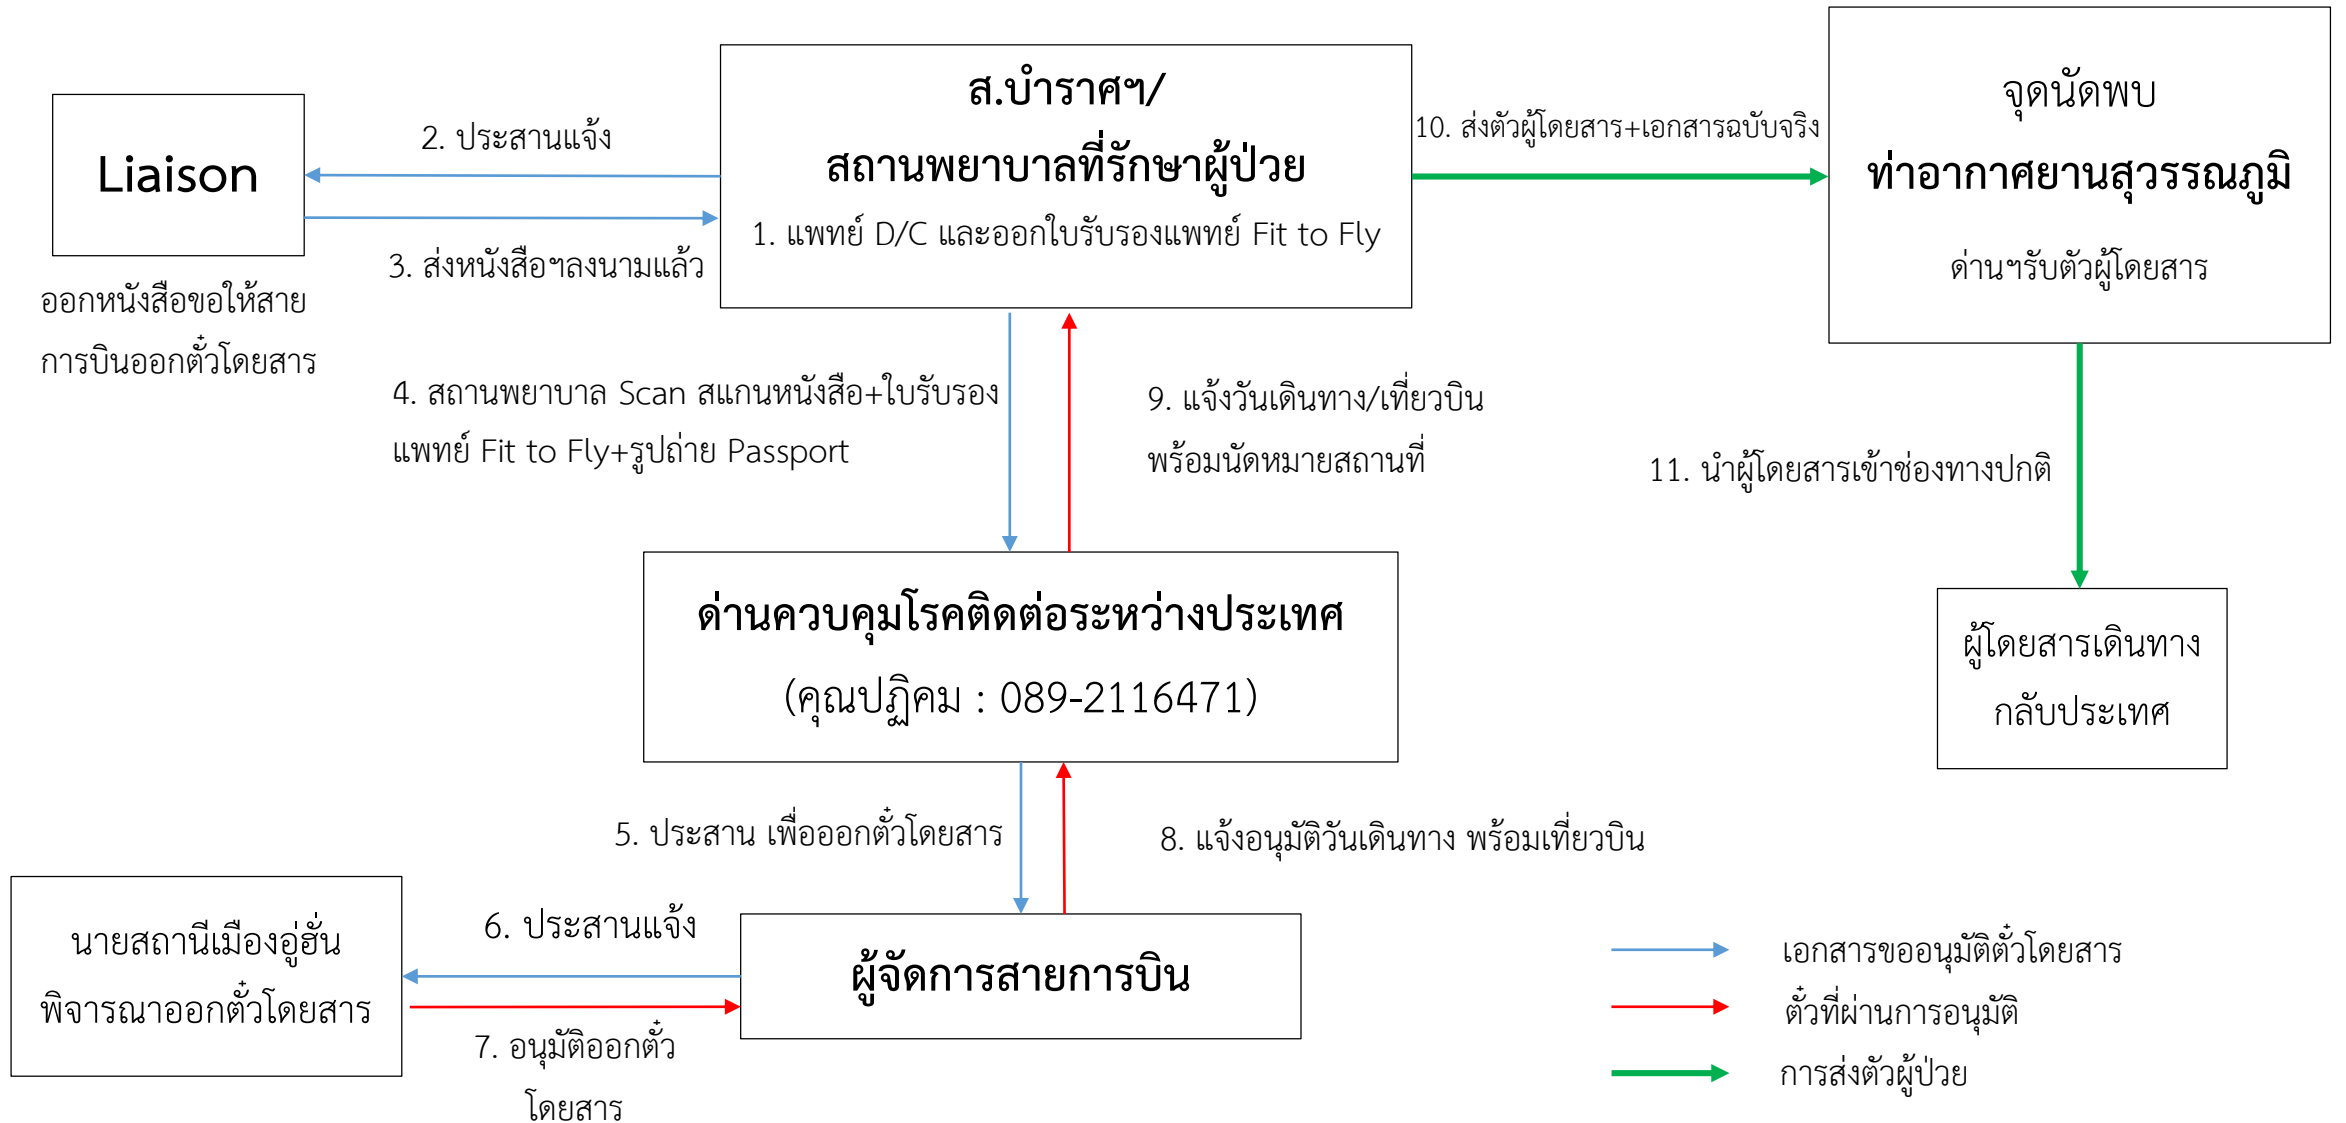 Liaison
ออกหนังสือขอให้สาย
การบินออกตั๋วโดยสาร
2. ประสานแจ้ง
3. ส่งหนังสือฯลงนามแล้ว
ส.บำราศฯ/
สถานพยาบาลที่รักษาผู้ป่วย
1. แพทย์ D/C และออกใบรับรองแพทย์ Fit to Fly
10. ส่งตัวผู้โดยสาร+เอกสารฉบับจริง
จุดนัดพบ
ท่าอากาศยานสุวรรณภูมิ
ด่านฯรับตัวผู้โดยสาร
4. สถานพยาบาล Scan สแกนหนังสือ+ใบรับรอง
แพทย์ Fit to Fly+รูปถ่าย Passport
9. แจ้งวันเดินทาง/เที่ยวบิน
พร้อมนัดหมายสถานที่
11. นำผู้โดยสารเข้าช่องทางปกติ
ด่านควบคุมโรคติดต่อระหว่างประเทศ
(คุณปฏิคม : 089-2116471)
ผู้โดยสารเดินทาง
กลับประเทศ
5. ประสาน เพื่อออกตั๋วโดยสาร
8. แจ้งอนุมัติวันเดินทาง พร้อมเที่ยวบิน
นายสถานีเมืองอู่ฮั่น
พิจารณาออกตั๋วโดยสาร
6. ประสานแจ้ง
7. อนุมัติออกตั๋ว
โดยสาร
ผู้จัดการสายการบิน
เอกสารขออนุมัติตั๋วโดยสาร
ตั๋วที่ผ่านการอนุมัติ
การส่งตัวผู้ป่วย